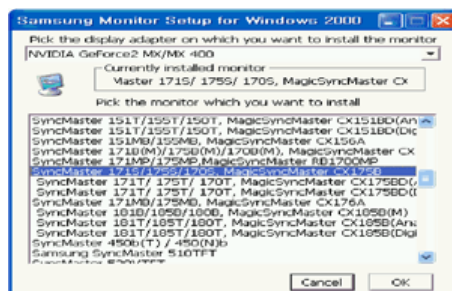 Samsung Monitor Setup for Windows 2000
Pick the display adapter on which you want to install the monitor
NVIDIA GeForce2 MX/MX 400
Currently installed monitor
Master 171S/ 175S/ 170S, MagicSyncMaster CX
Pick the monitor which you want to install
SyncMaster 151T/155T/150T, MagicSyncMaster CX151BD(An
SyncMaster 151T/155T/150T, MagicSyncMaster CX151BD(Dig
SyncMaster 151MB/155MB, MagicSyncMaster CX156A
SyncMaster 171B(M)/175B(M)/170B(M), MagicSyncMaster CX
SyncMaster 171MP/175MP,MagicSyncMaster RB1700MP
SyncMaster 171S/175S/170S, MagicSyncMaster CX175B
SyncMaster 171T/ 175T/ 170T, MagicSyncMaster CX175BD(
SyncMaster 171T/ 175T/ 170T, MagicSyncMaster CX175BD(
SyncMaster 171MB/175MB, MagicSyncMaster CX176A
SyncMaster 181B/185B/180B, MagicSyncMaster CX185B(M)
SyncMaster 181T/185T/180T, MagicSyncMaster CX185B(Ana
SyncMaster 181T/185T/180T, MagicSyncMaster CX185B(Digi
SyncMaster 450b(T) / 450(N)b
Samsung SyncMaster 510TFT
Cancel OK